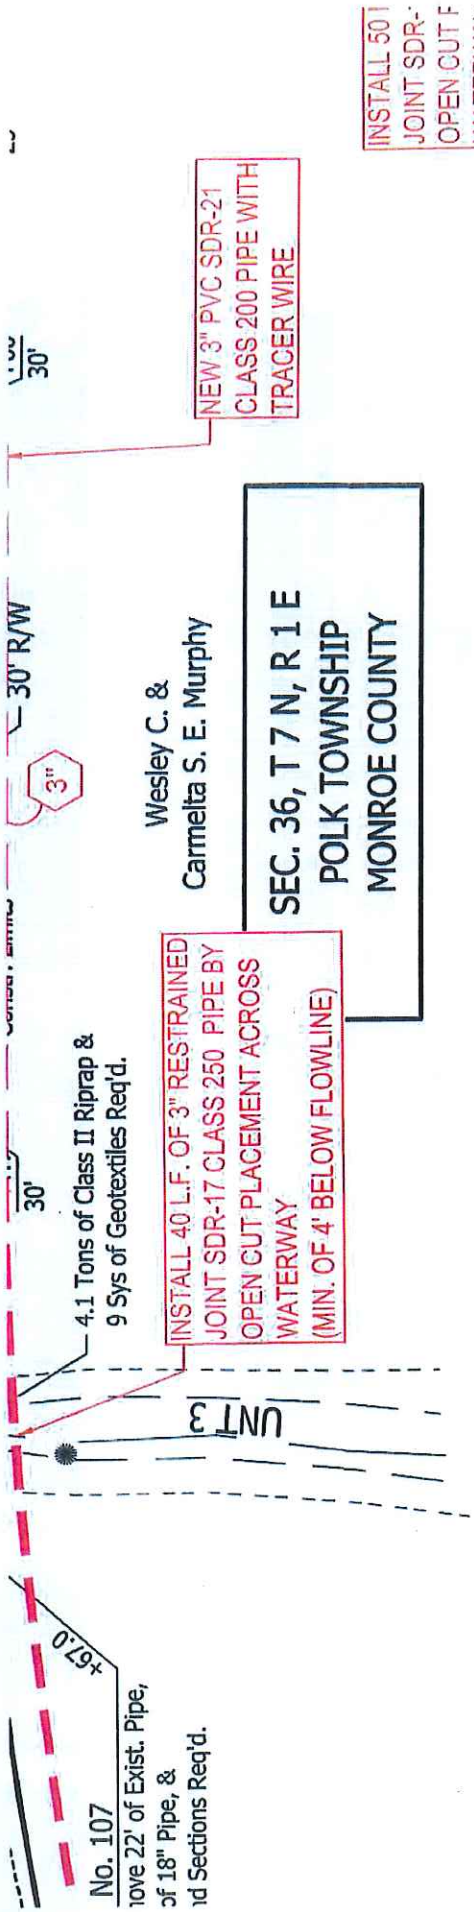 No. 107
+67.0
of 18" Pipe, &
Sections Req'd.
22' of Exist. Pipe,
30'
4.1 Tons of Class II Riprap &
9 Sys of Geotextiles Req'd.
UNT 3
INSTALL 40 L.F. OF 3" RESTRAINED
JOINT SDR-17 CLASS 250 PIPE BY
OPEN CUT PLACEMENT ACROSS
WATERWAY
(MIN. OF 4' BELOW FLOWLINE)
3"
30' R/W
Wesley C. &
Carmelta S. E. Murphy
SEC. 36, T 7 N, R 1 E
POLK TOWNSHIP
MONROE COUNTY
30'
NEW 3" PVC SDR-21
CLASS 200 PIPE WITH
TRACER WIRE
INSTALL 50
JOINT SDR-
OPEN CUT